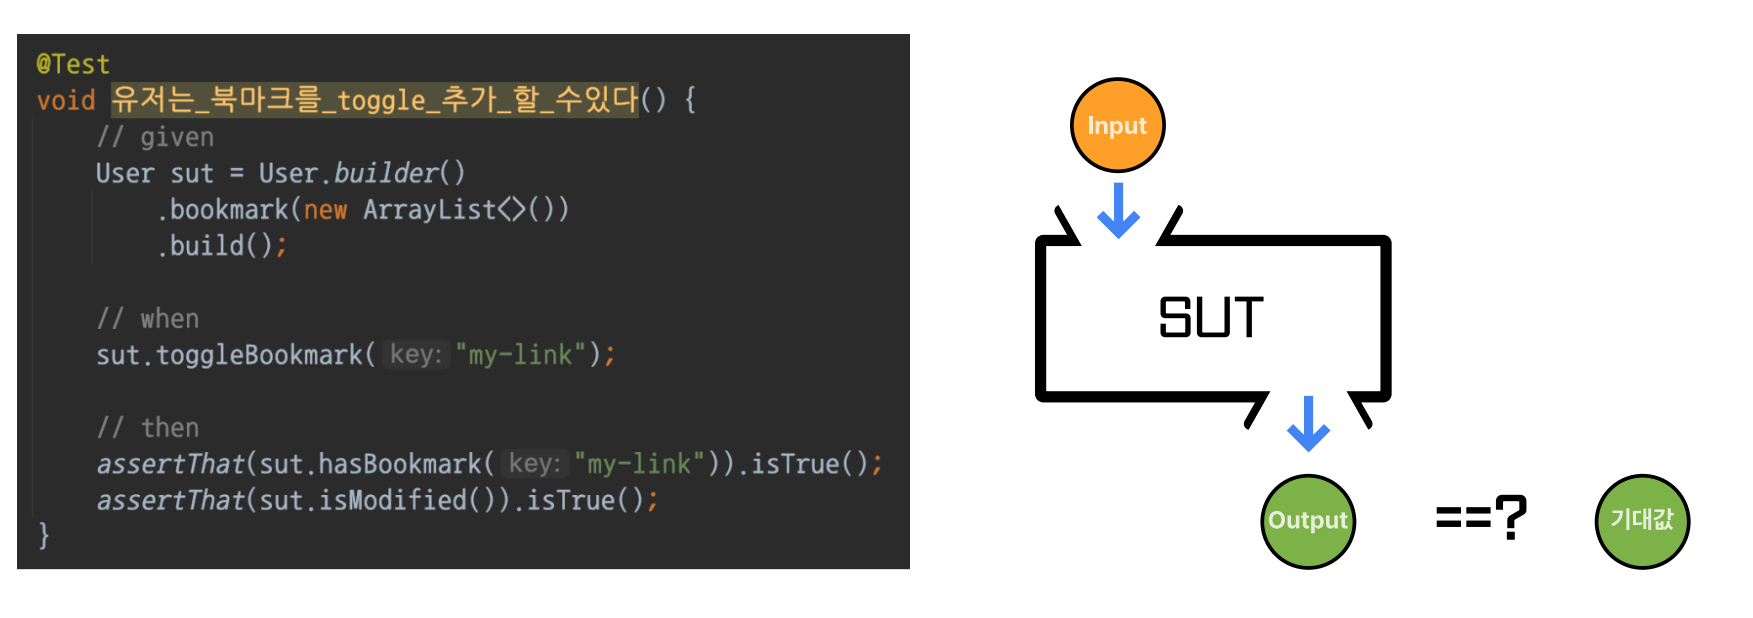 @Test
void 유저는_북마크를_toggle_추가_할_수있다() {
// given
User sut = User.builder()
.bookmark(new ArrayList<>())
.build();
// when
sut.toggleBookmark( key: "my-link");
// then
assertThat(sut.hasBookmark( key: "my-link")).isTrue();
assertThat(sut.isModified()).isTrue();
}
Input
SUT
Output
==?
기대값